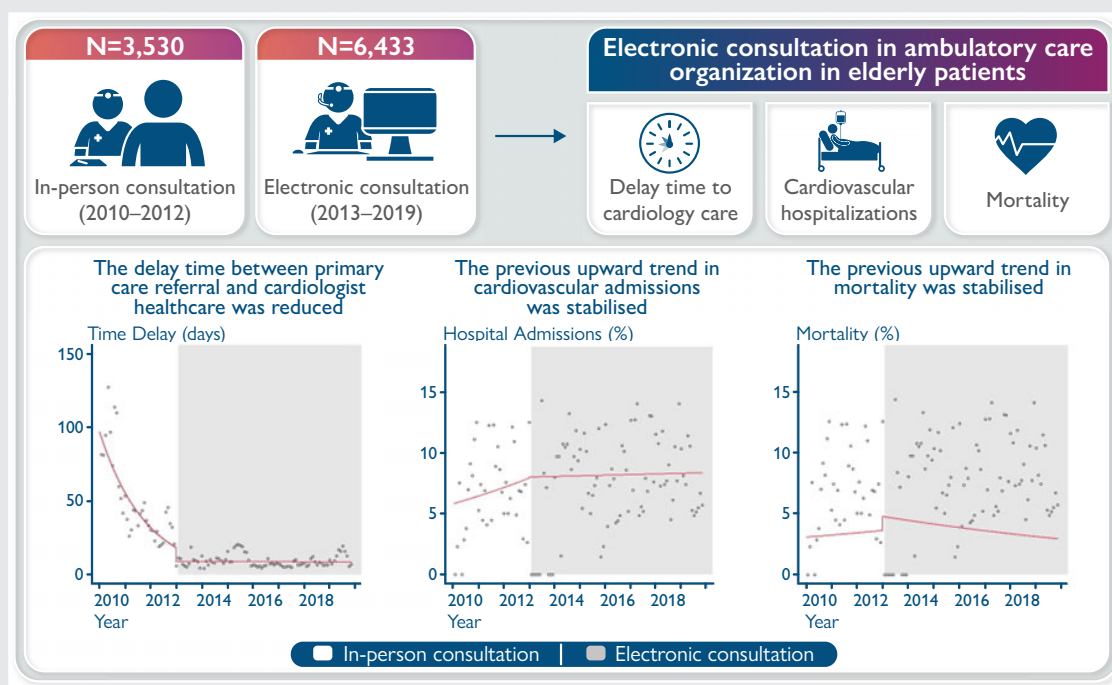 N=3,530
In-person consultation
(2010–2012)
N=6,433
Electronic consultation
(2013–2019)
Electronic consultation in ambulatory care
organization in elderly patients
Delay time to
cardiology care
Cardiovascular
hospitalizations
Mortality
The delay time between primary
care referral and cardiologist
healthcare was reduced
Time Delay (days)
150
100
50
0
2010 2012 2014 2016 2018
Year
The previous upward trend in
cardiovascular admissions
was stabilised
Hospital Admissions (%)
15
10
5
0
2010 2012 2014 2016 2018
Year
The previous upward trend in
mortality was stabilised
Mortality (%)
15
10
5
0
2010 2012 2014 2016 2018
Year
In-person consultation | Electronic consultation